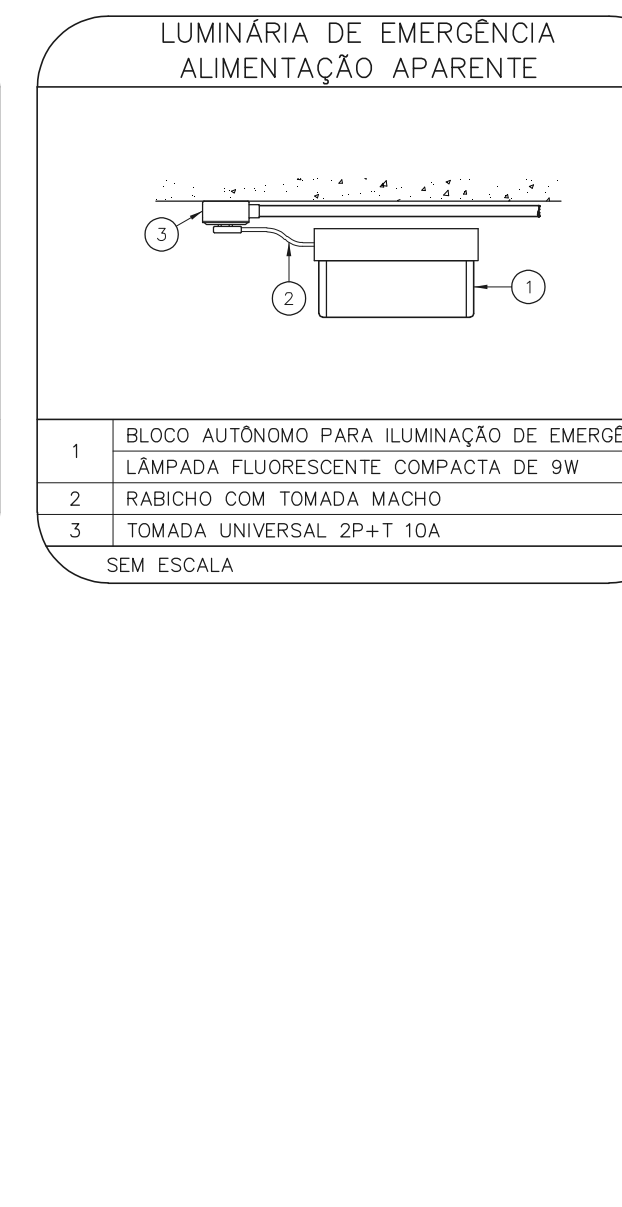 LUMINÁRIA DE EMERGÊNCIA
ALIMENTAÇÃO APARENTE
3
2
1
1 BLOCO AUTÔNOMO PARA ILUMINAÇÃO DE EMERGÊ
LÂMPADA FLUORESCENTE COMPACTA DE 9W
2 RABICHO COM TOMADA MACHO
3 TOMADA UNIVERSAL 2P+T 10A
SEM ESCALA